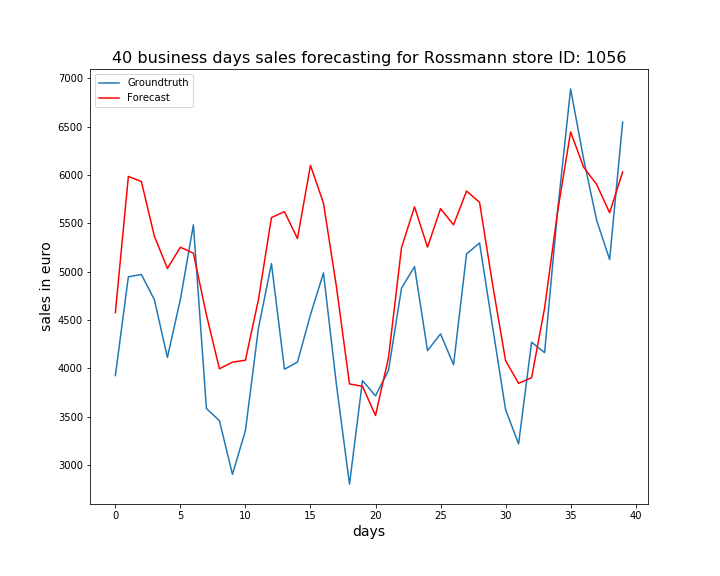 40 business days sales forecasting for Rossmann store ID: 1056
Groundtruth
Forecast
7000
6500
6000
5500
5000
4500
4000
3500
3000
sales in euro
0 5 10 15 20 25 30 35 40
days